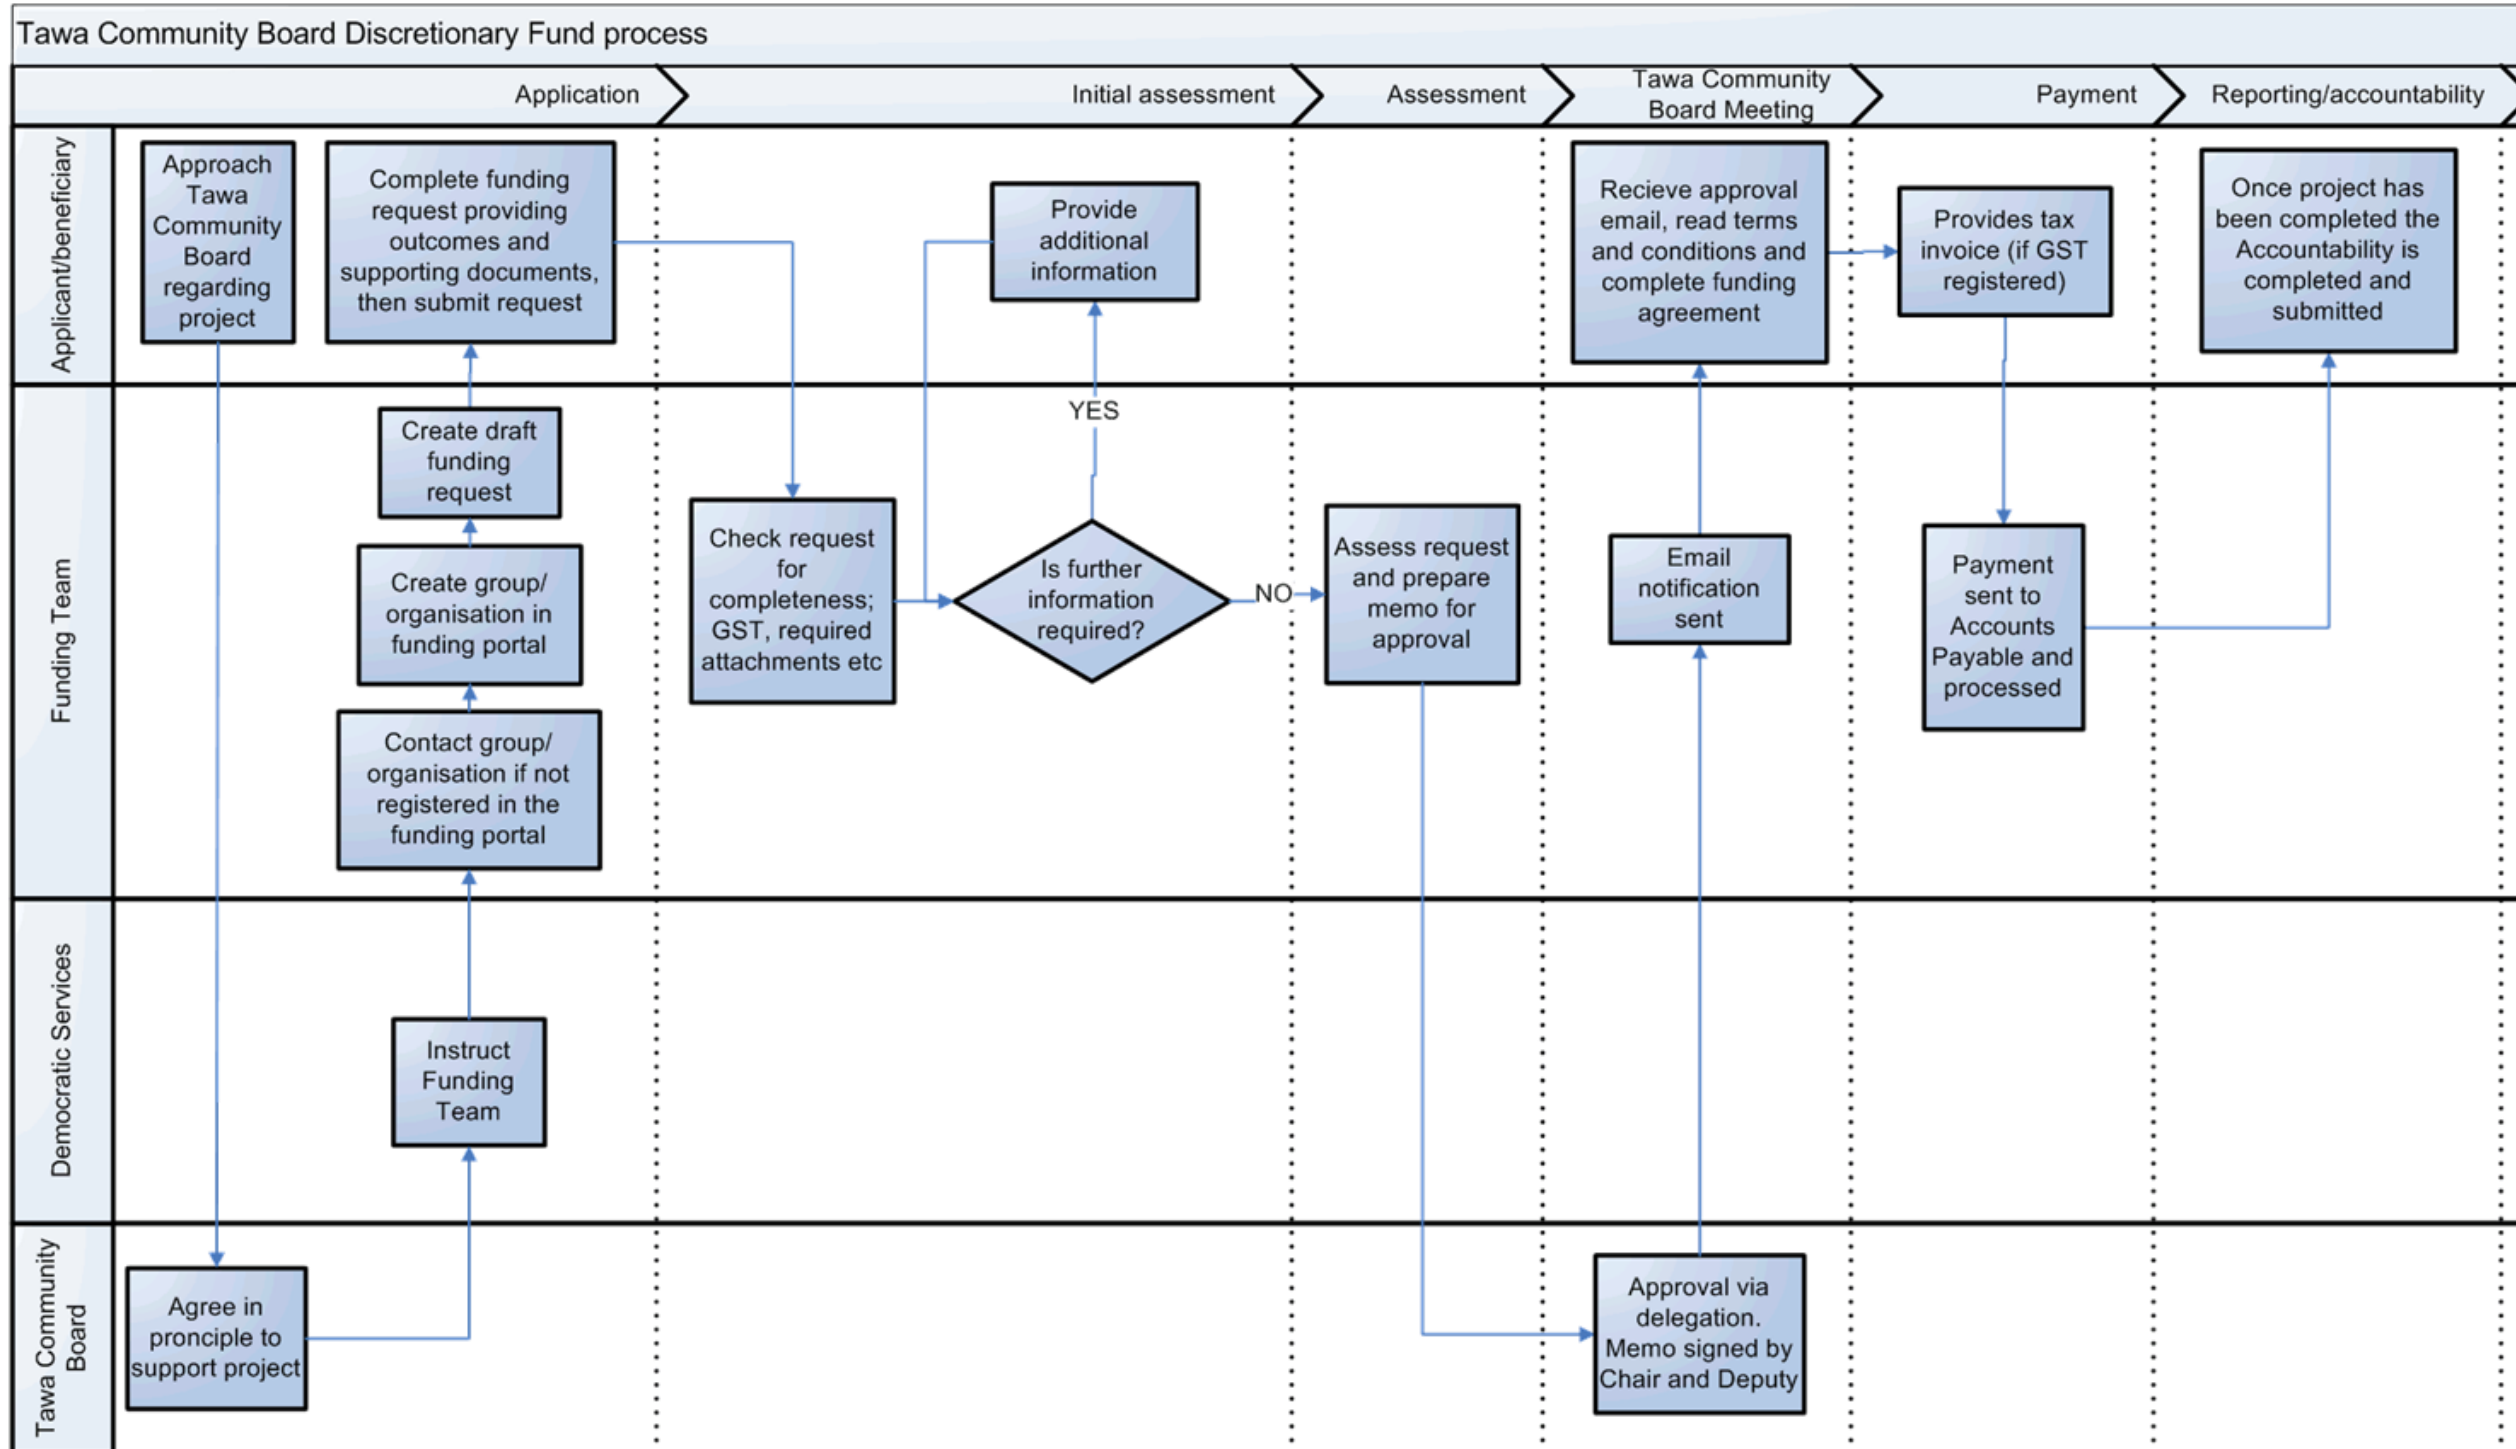 Tawa Community Board Discretionary Fund process
Application
Initial assessment
Assessment
Tawa Community
Board Meeting
Payment
Reporting/accountability
Applicant/beneficiary
Approach
Tawa
Community
Board
regarding
project
Complete funding
request providing
outcomes and
supporting documents,
then submit request
Provide
additional
information
Recieve approval
email, read terms
and conditions and
complete funding
agreement
Provides tax
invoice (if GST
registered)
Once project has
been completed the
Accountability is
completed and
submitted
Funding Team
Create draft
funding
request
Create group/
organisation in
funding portal
Contact group/
organisation if not
registered in the
funding portal
Check request
for
completeness;
GST, required
attachments etc
YES
Is further
information
required?
NO
Assess request
and prepare
memo for
approval
Email
notification
sent
Payment
sent to
Accounts
Payable and
processed
Democratic Services
Instruct
Funding
Team
Tawa Community
Board
Agree in
pronciple to
support project
Approval via
delegation.
Memo signed by
Chair and Deputy